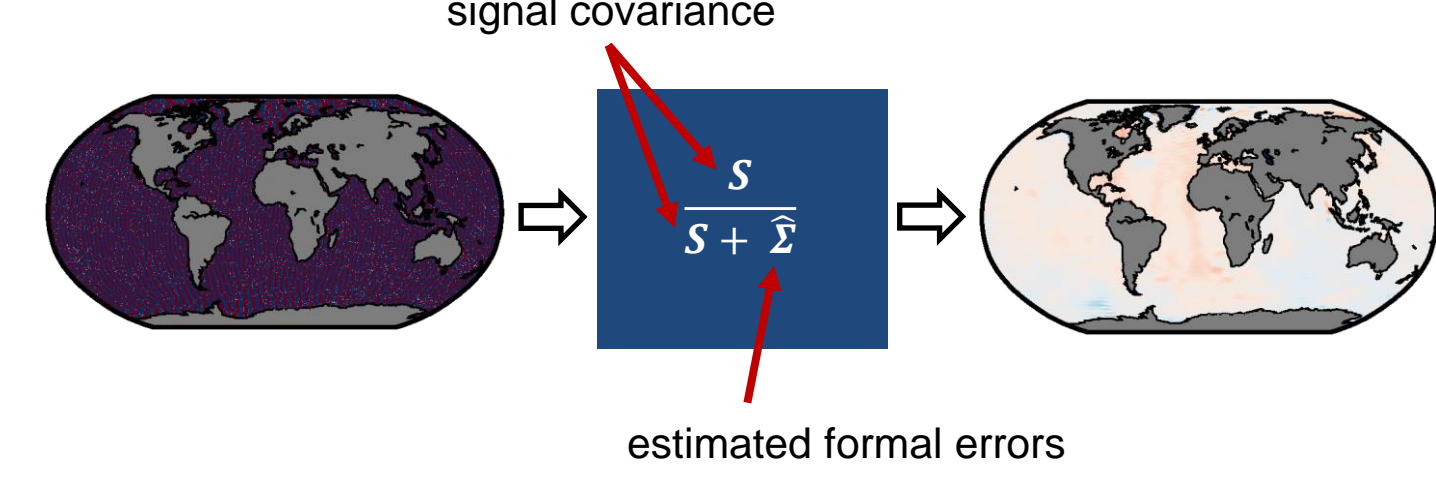 signal covariance
S
S + Σ̂
estimated formal errors